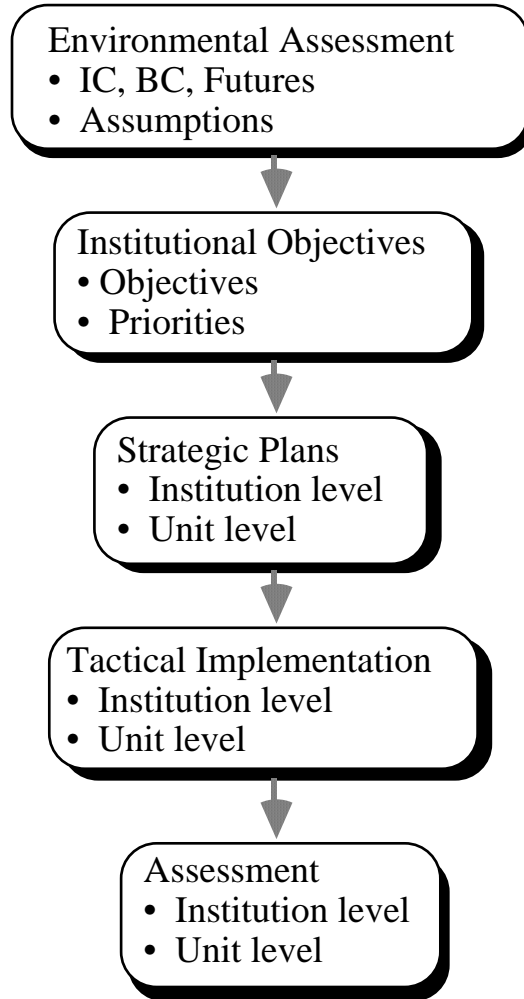 Environmental Assessment
• IC, BC, Futures
• Assumptions
Institutional Objectives
• Objectives
• Priorities
Strategic Plans
• Institution level
• Unit level
Tactical Implementation
• Institution level
• Unit level
Assessment
• Institution level
• Unit level